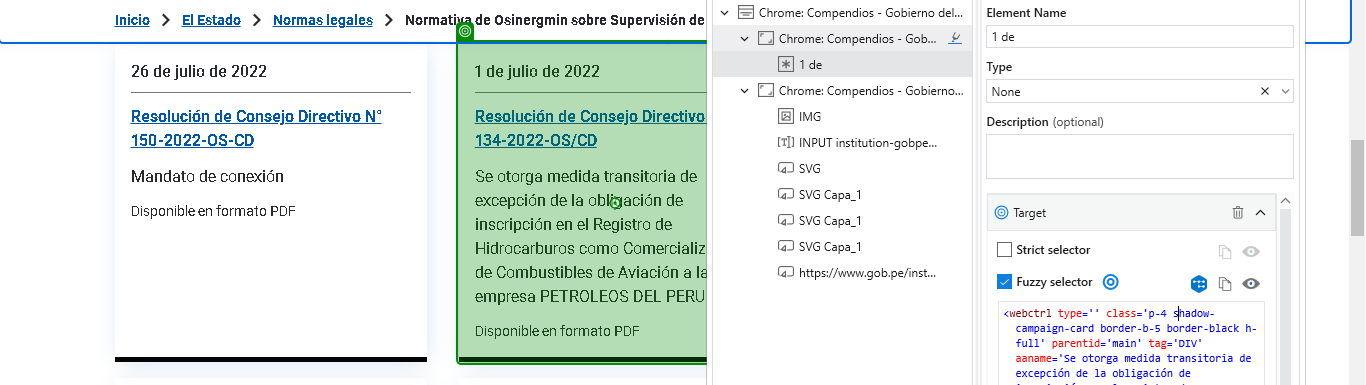 Inicio > El Estado > Normas legales > Normativa de Osinergmin sobre Supervisión de
26 de julio de 2022
Resolución de Consejo Directivo N°
150-2022-OS-CD
Mandato de conexión
Disponible en formato PDF
1 de julio de 2022
Resolución de Consejo Directivo
134-2022-OS/CD
Se otorga medida transitoria de
excepción de la obligación de
inscripción en el Registro de
Hidrocarburos como Comercializ
de Combustibles de Aviación a la
empresa PETROLEOS DEL PERU
Disponible en formato PDF
Chrome: Compendios - Gobierno del...
Chrome: Compendios - Gob...
1 de
Chrome: Compendios - Gobierno...
IMG
INPUT institution-gobpe...
SVG
SVG Capa_1
SVG Capa_1
SVG Capa_1
https://www.gob.pe/inst...
Element Name
1 de
Type
None
Description (optional)
Target
Strict selector
Fuzzy selector
<webctrl type='' class='p-4 shadow-
campaign-card border-b-5 border-black h-
full' parentid='main' tag='DIV'
aaname='Se otorga medida transitoria de
excepción de la obligación de